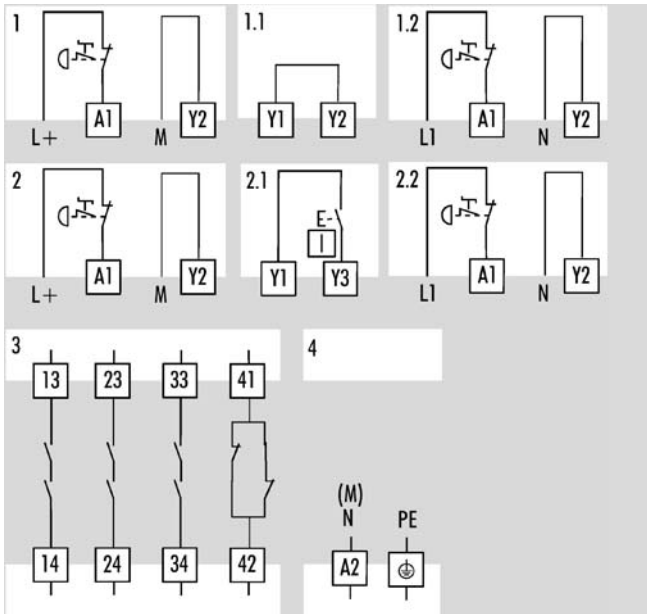 1 1.1 1.2
A1 Y2 Y1 Y2 A1 Y2
L+ M L1 N
2 2.1 2.2
E-
I
A1 Y2 Y1 Y3 A1 Y2
L+ M L1 N
3 4
13 23 33 41
(M)
N PE
14 24 34 42 A2